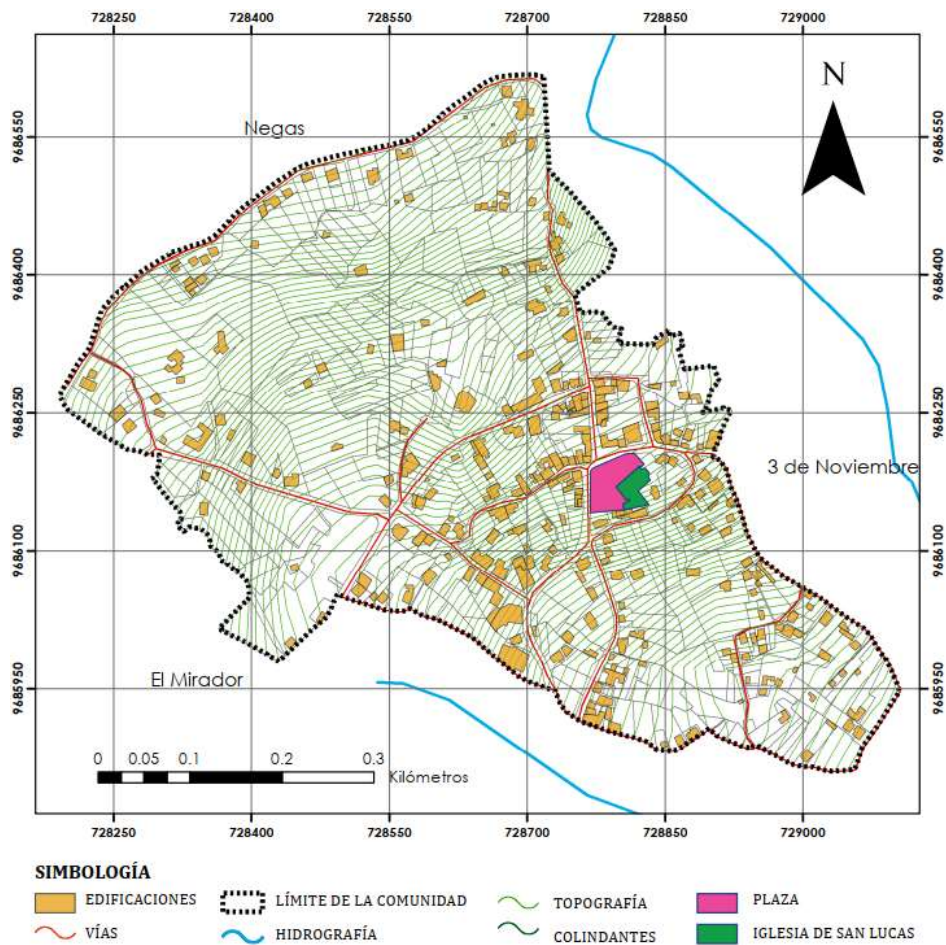 728250 728400 728550 728700 728850 729000
N
Negas
9686550 9686550
9686400 9686400
9686250 9686250
3 de Noviembre
9686100 9686100
El Mirador
9685950 9685950
0 0.05 0.1 0.2 0.3
Kilómetros
728250 728400 728550 728700 728850 729000
SIMBOLOGÍA
EDIFICACIONES LÍMITE DE LA COMUNIDAD TOPOGRAFÍA PLAZA
VÍAS HIDROGRAFÍA COLINDANTES IGLESIA DE SAN LUCAS